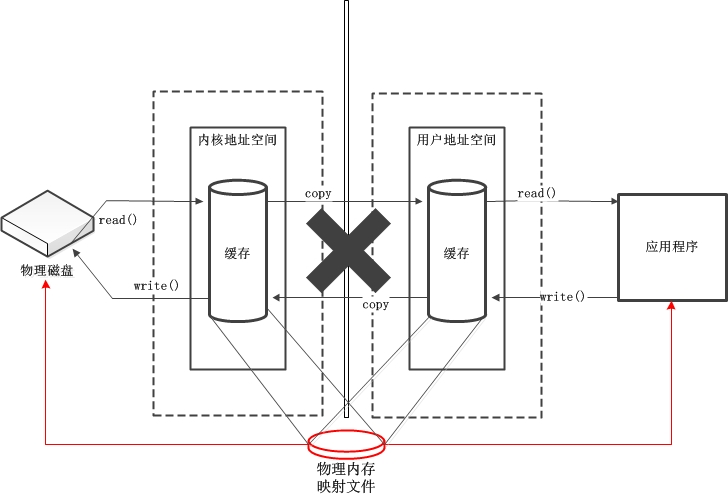 内核地址空间
用户地址空间
copy
read()
read()
缓存
缓存
应用程序
物理磁盘
write()
write()
copy
物理内存
映射文件